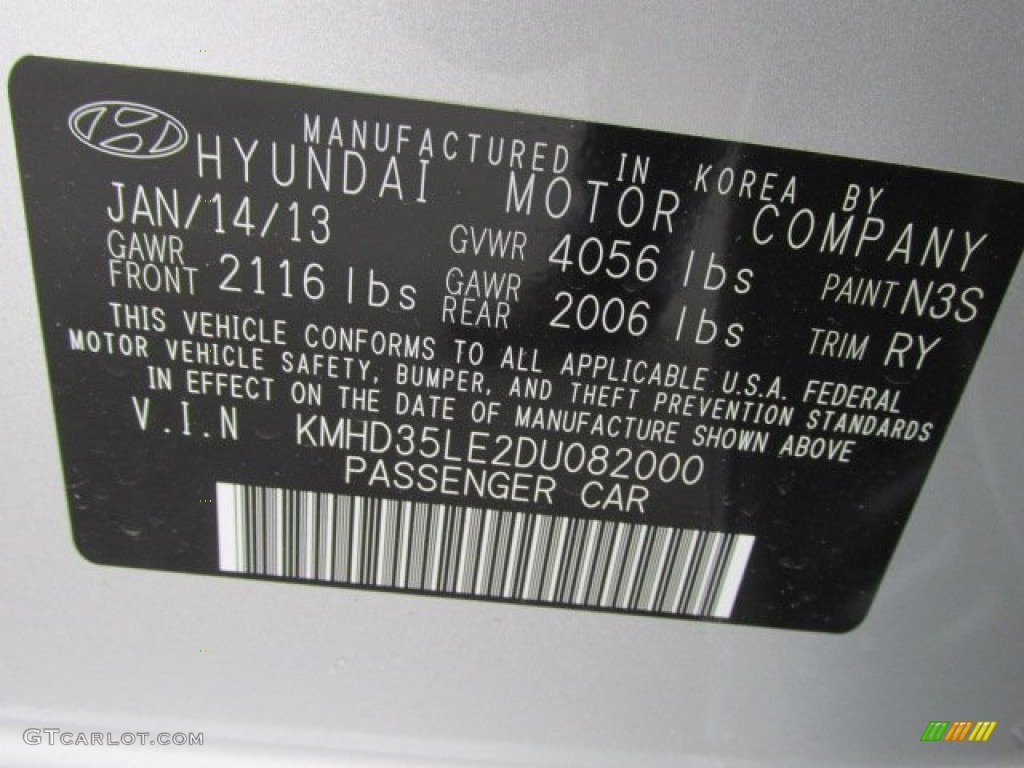 MANUFACTURED IN KOREA BY
HYUNDAI MOTOR COMPANY
JAN/14/13 GVWR 4056 lbs PAINT N3S
GAWR FRONT 2116 lbs GAWR REAR 2006 lbs TRIM RY
THIS VEHICLE CONFORMS TO ALL APPLICABLE U.S.A. FEDERAL
MOTOR VEHICLE SAFETY, BUMPER, AND THEFT PREVENTION STANDARDS
IN EFFECT ON THE DATE OF MANUFACTURE SHOWN ABOVE
V.I.N KMHD35LE2DU082000
PASSENGER CAR
GTCARLOT.COM